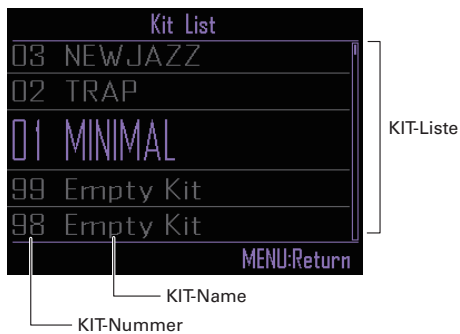 Kit List
03 NEWJAZZ
02 TRAP
01 MINIMAL
KIT-Liste
99 Empty Kit
98 Empty Kit
MENU:Return
KIT-Name
KIT-Nummer